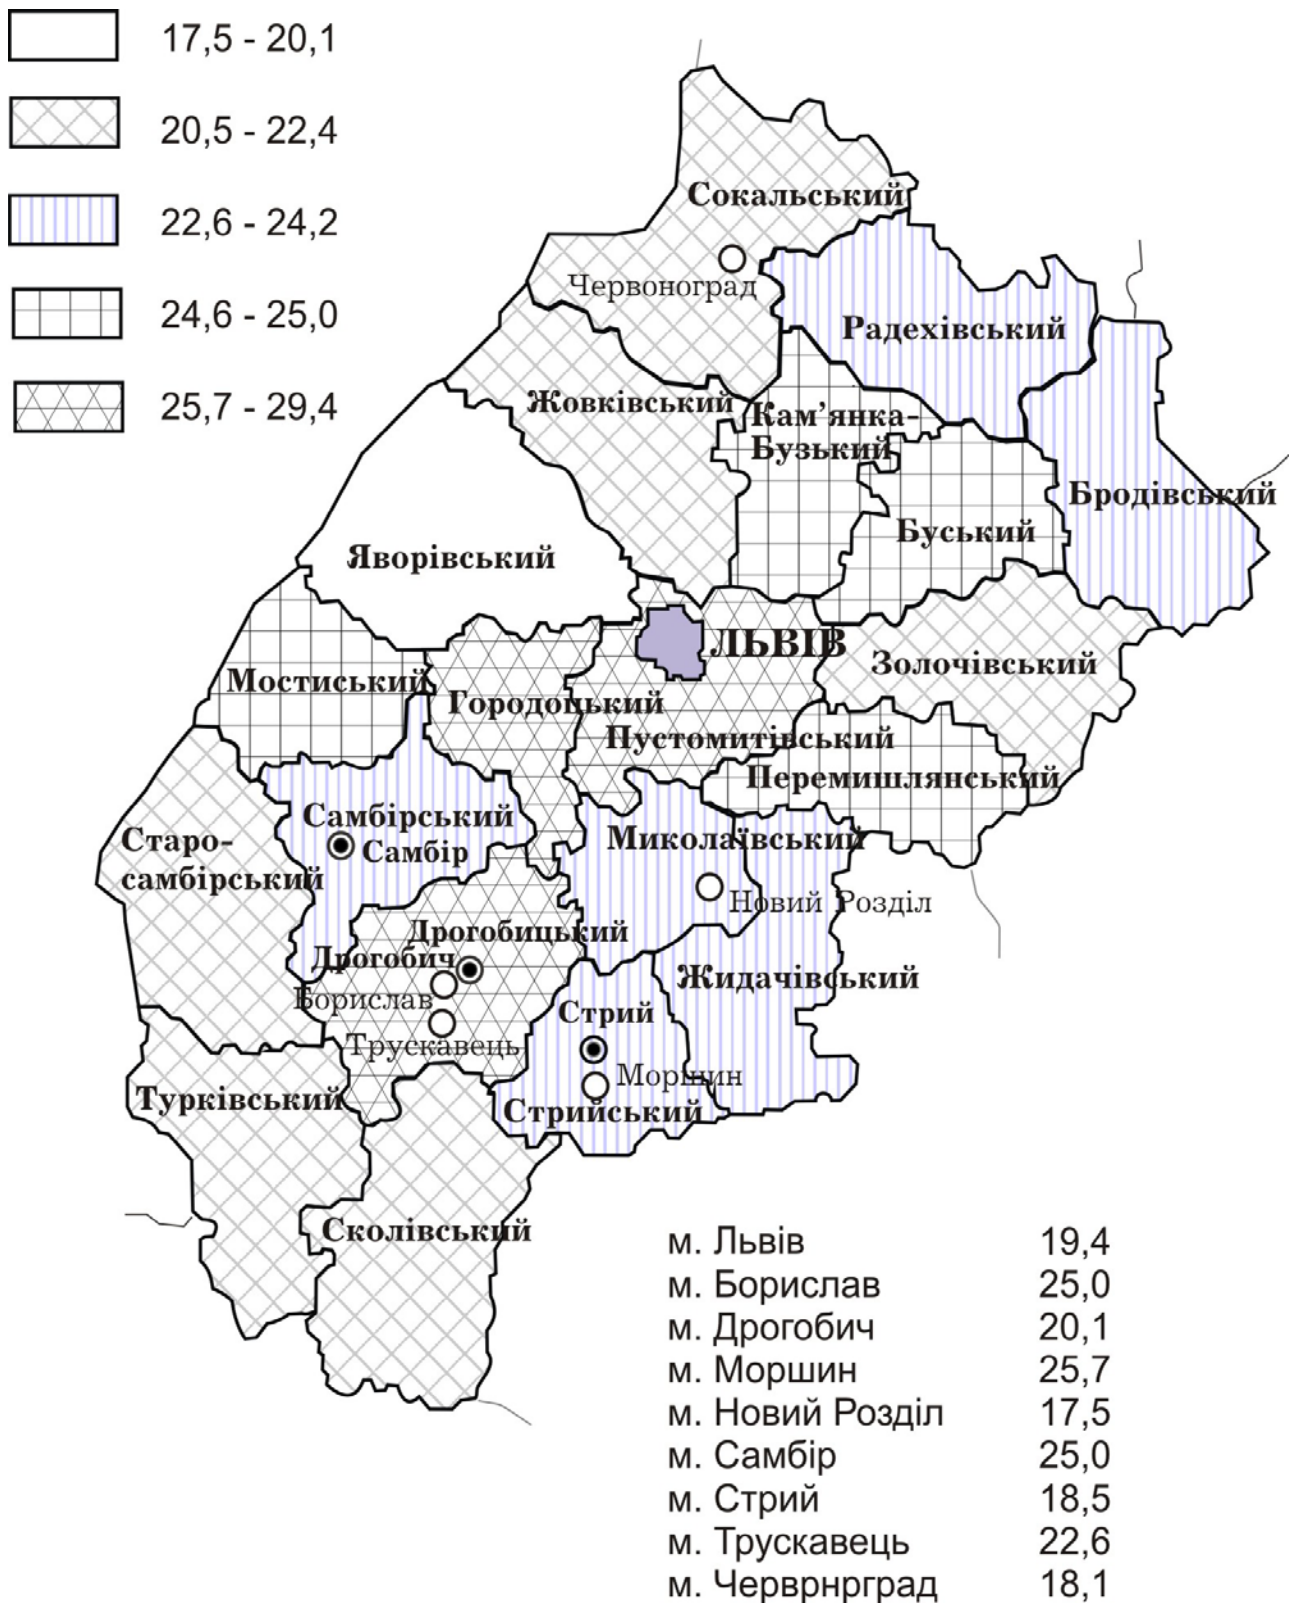 17,5 - 20,1
20,5 - 22,4
22,6 - 24,2
24,6 - 25,0
25,7 - 29,4
Сокальський
Червоноград
Радехівський
Жовківський
Кам’янка-
Бузький
Бродівський
Буський
Яворівський
ЛЬВІВ
Золочівський
Мостиський
Городоцький
Пустомитівський
Перемишлянський
Самбірський
Самбір
Миколаївський
Старо-
самбірський
Новий Розділ
Дрогобицький
Дрогобич
Борислав
Жидачівський
Стрий
Трускавець
Моршин
Турківський
Стрийський
Сколівський
м. Львів 19,4
м. Борислав 25,0
м. Дрогобич 20,1
м. Моршин 25,7
м. Новий Розділ 17,5
м. Самбір 25,0
м. Стрий 18,5
м. Трускавець 22,6
м. Черврнрград 18,1